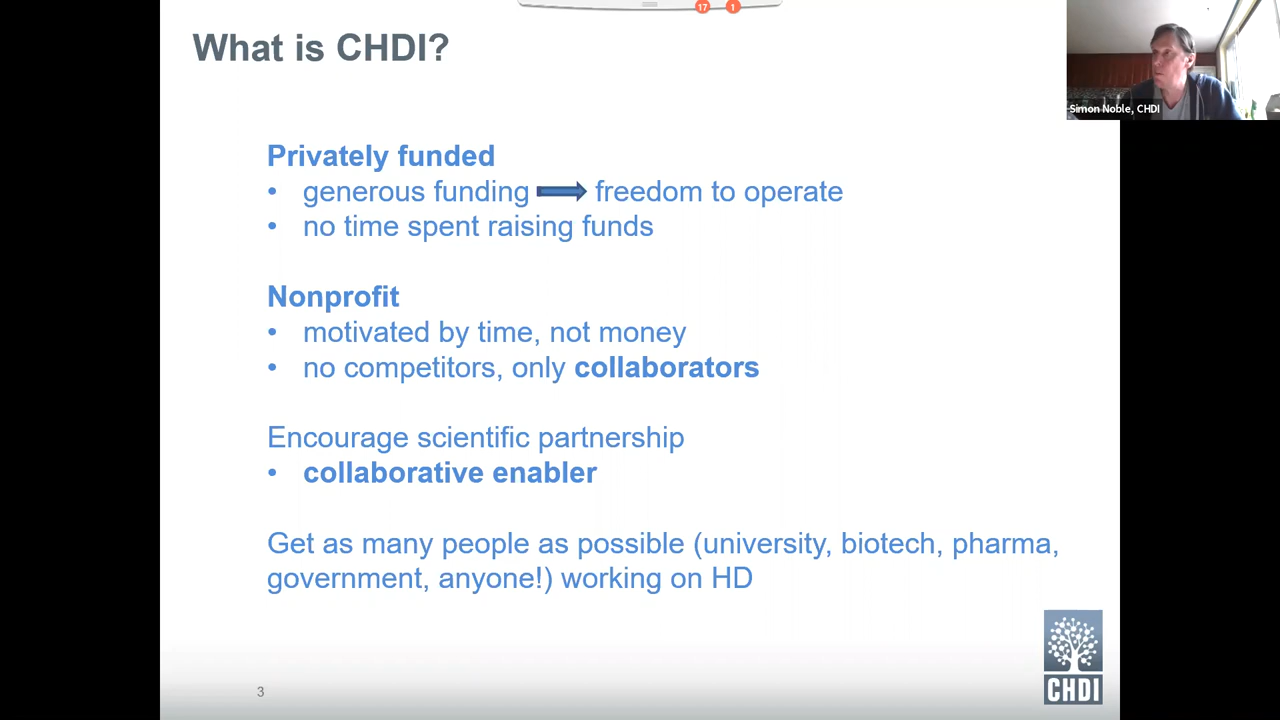 17 1
What is CHDI?
Simon Noble, CHDI
Privately funded
• generous funding freedom to operate
• no time spent raising funds
Nonprofit
• motivated by time, not money
• no competitors, only collaborators
Encourage scientific partnership
• collaborative enabler
Get as many people as possible (university, biotech, pharma,
government, anyone!) working on HD
CHDI
3